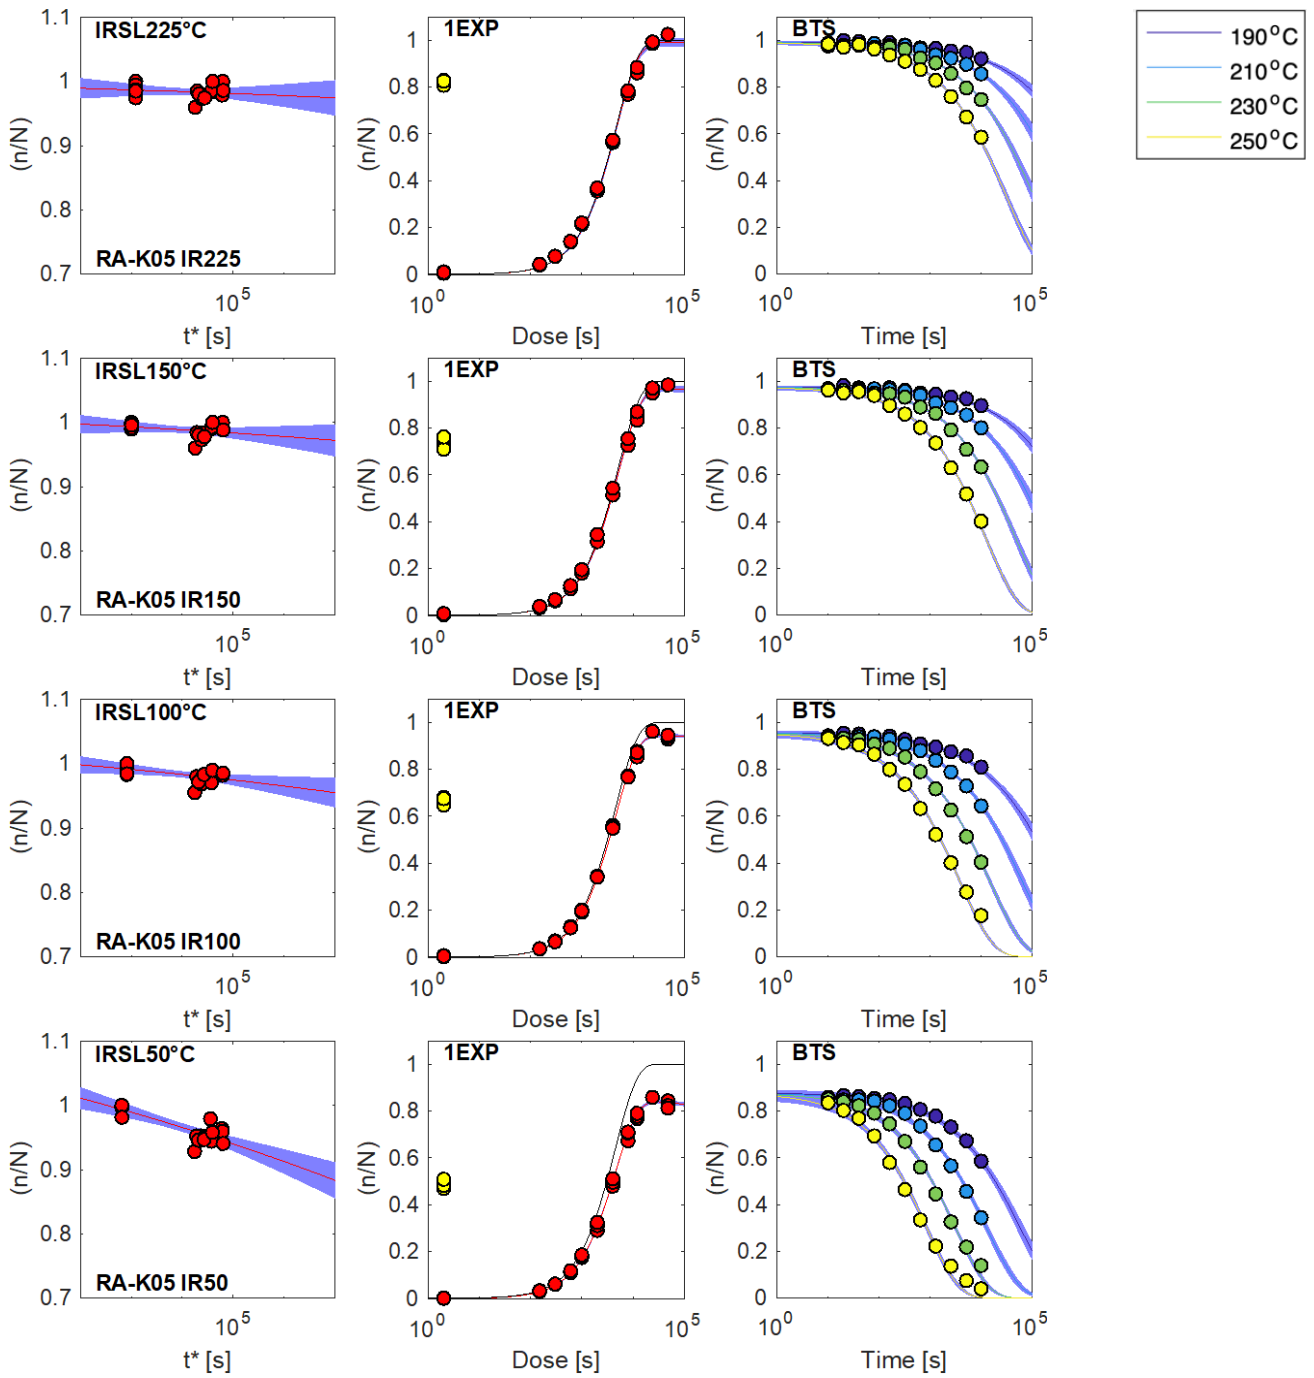 IRSL225°C
1EXP
BTS
190°C
210°C
230°C
250°C
1.1
1
0.9
0.8
0.7
(n/N)
RA-K05 IR225
10^5
t* [s]
1
0.8
0.6
0.4
0.2
0
(n/N)
10^0
10^5
Dose [s]
1
0.8
0.6
0.4
0.2
0
(n/N)
10^0
10^5
Time [s]
IRSL150°C
1EXP
BTS
1.1
1
0.9
0.8
0.7
(n/N)
RA-K05 IR150
10^5
t* [s]
1
0.8
0.6
0.4
0.2
0
(n/N)
10^0
10^5
Dose [s]
1
0.8
0.6
0.4
0.2
0
(n/N)
10^0
10^5
Time [s]
IRSL100°C
1EXP
BTS
1.1
1
0.9
0.8
0.7
(n/N)
RA-K05 IR100
10^5
t* [s]
1
0.8
0.6
0.4
0.2
0
(n/N)
10^0
10^5
Dose [s]
1
0.8
0.6
0.4
0.2
0
(n/N)
10^0
10^5
Time [s]
IRSL50°C
1EXP
BTS
1.1
1
0.9
0.8
0.7
(n/N)
RA-K05 IR50
10^5
t* [s]
1
0.8
0.6
0.4
0.2
0
(n/N)
10^0
10^5
Dose [s]
1
0.8
0.6
0.4
0.2
0
(n/N)
10^0
10^5
Time [s]